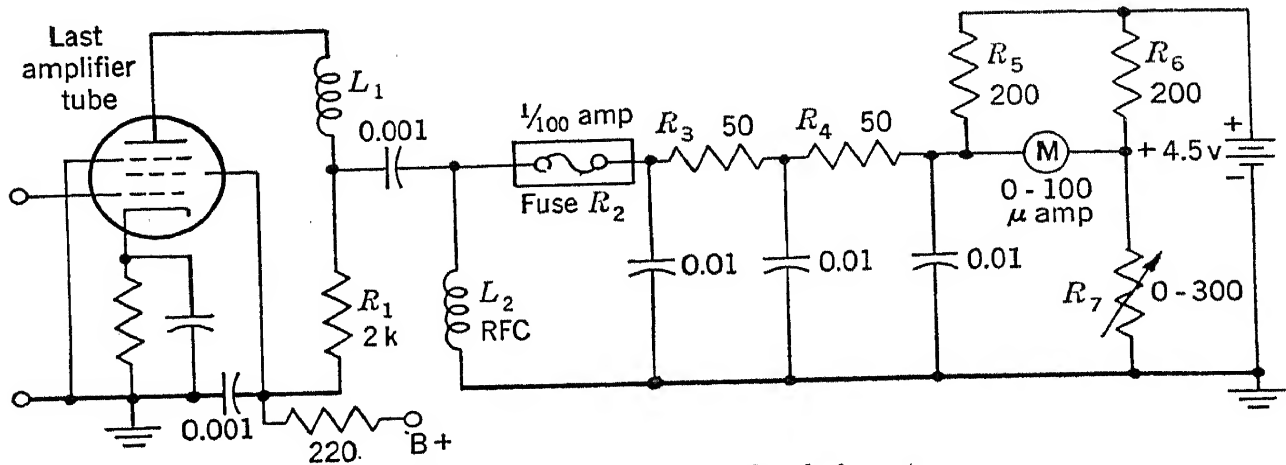 Last
amplifier
tube
L₁
0.001
1/100 amp
Fuse R₂
R₃ 50
R₄ 50
R₅
200
R₆
200
M
0-100
μ amp
+
+ 4.5v
-
0.01
0.01
0.01
R₇ 0-300
R₁
2k
L₂
RFC
0.001
220.
B+